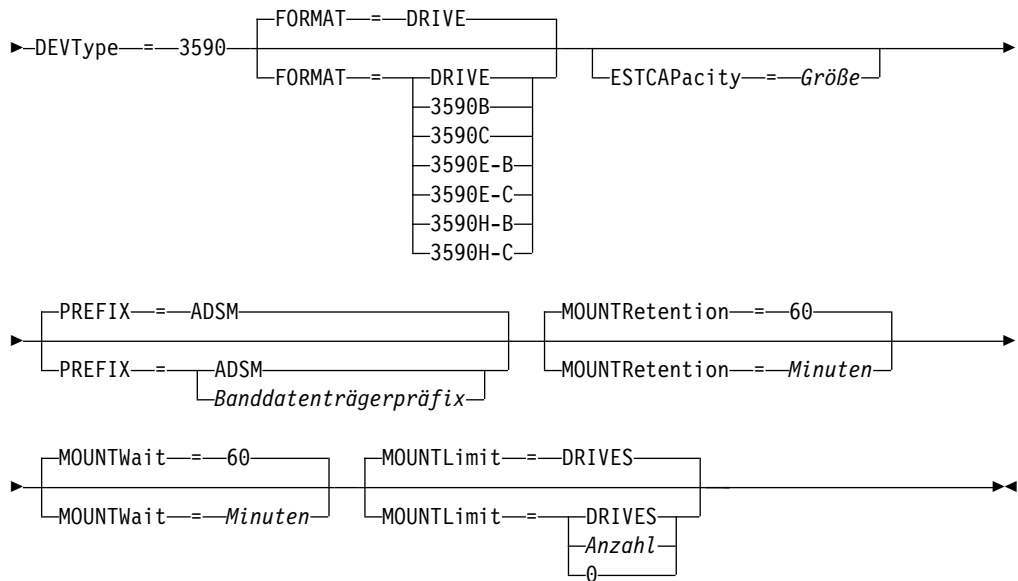 FORMAT = DRIVE
DEVType = 3590
FORMAT = DRIVE
ESTCAPacity = Größe
3590B
3590C
3590E-B
3590E-C
3590H-B
3590H-C
PREFIX = ADSM
MOUNTRetention = 60
PREFIX = ADSM
MOUNTRetention = Minuten
Banddatenträgerpräfix
MOUNTWait = 60
MOUNTLimit = DRIVES
MOUNTWait = Minuten
MOUNTLimit = DRIVES
Anzahl
0